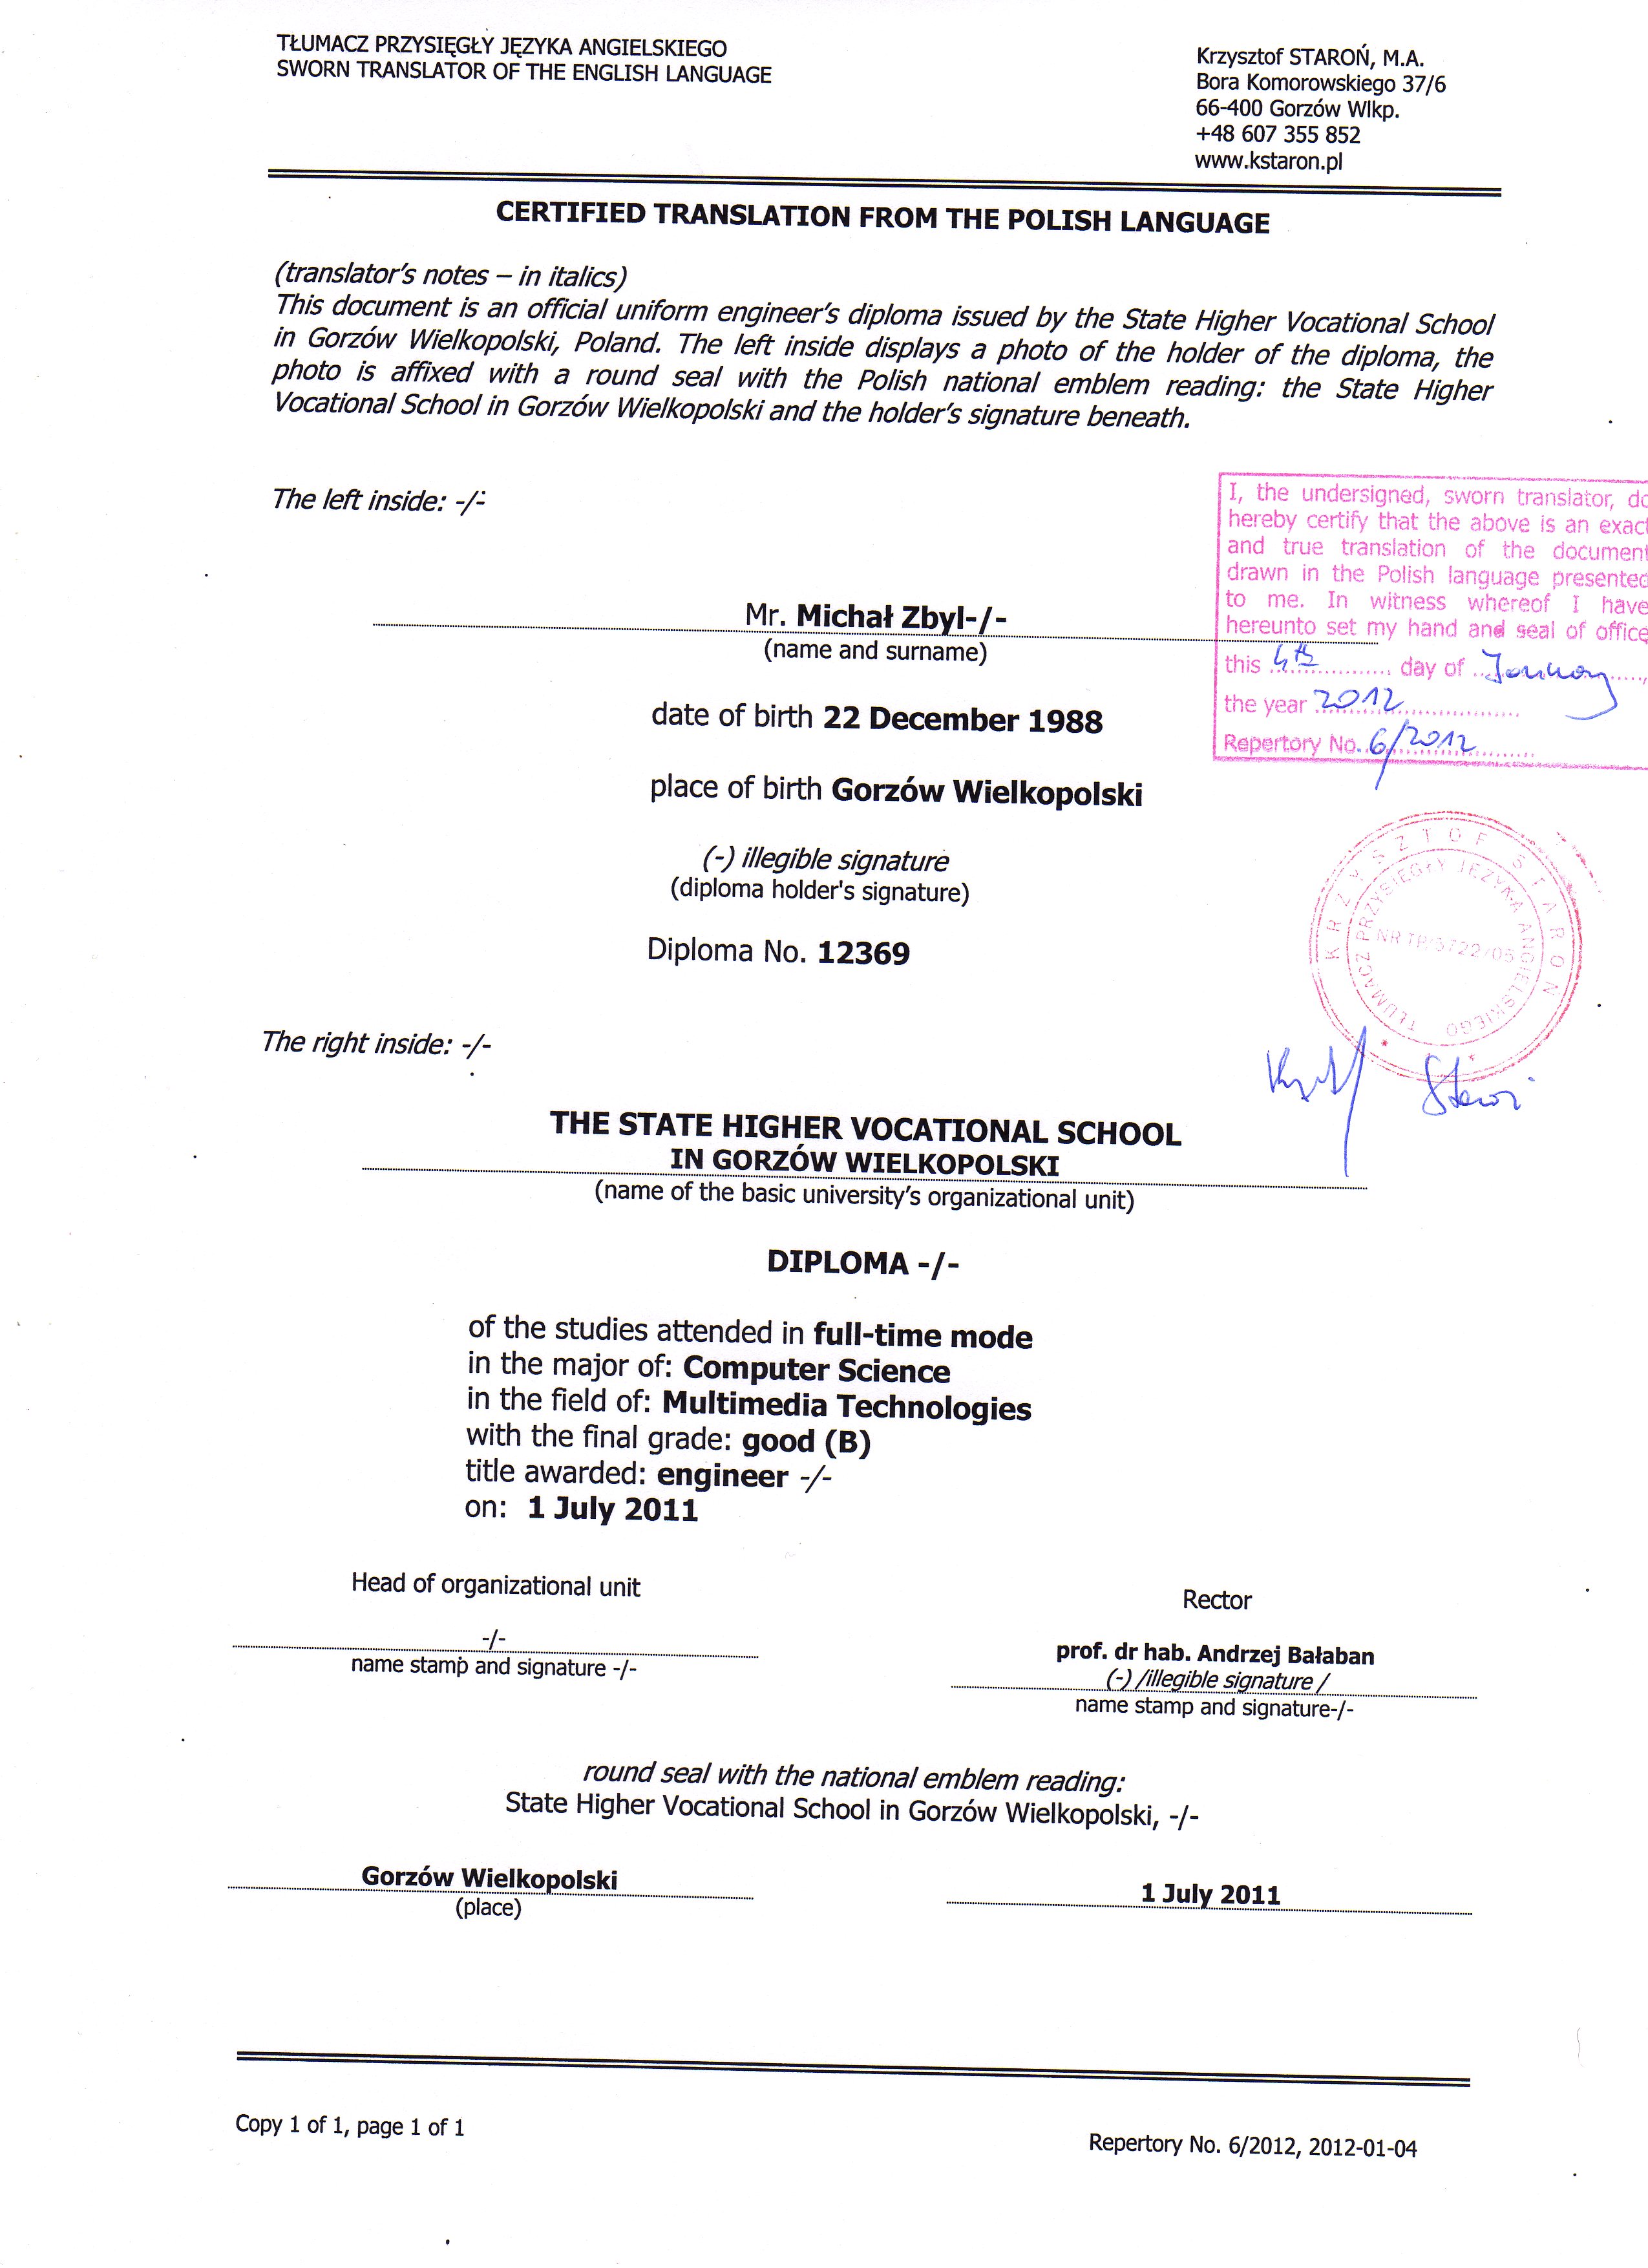 TŁUMACZ PRZYSIĘGŁY JĘZYKA ANGIELSKIEGO
SWORN TRANSLATOR OF THE ENGLISH LANGUAGE
Krzysztof STAROŃ, M.A.
Bora Komorowskiego 37/6
66-400 Gorzów Wlkp.
+48 607 355 852
www.kstaron.pl
CERTIFIED TRANSLATION FROM THE POLISH LANGUAGE
(translator's notes – in italics)
This document is an official uniform engineer's diploma issued by the State Higher Vocational School
in Gorzów Wielkopolski, Poland. The left inside displays a photo of the holder of the diploma, the
photo is affixed with a round seal with the Polish national emblem reading: the State Higher
Vocational School in Gorzów Wielkopolski and the holder's signature beneath.
The left inside: -/-
I, the undersigned, sworn translator, do
hereby certify that the above is an exact
and true translation of the document
drawn in the Polish language presented
to me. In witness whereof I have
hereunto set my hand and seal of office
this 4th day of January,
the year 2012
Repertory No. 6/2012
Mr. Michał Zbyl-/-
(name and surname)
date of birth 22 December 1988
place of birth Gorzów Wielkopolski
(-) illegible signature
(diploma holder's signature)
Diploma No. 12369
KRZYSZTOF STAROŃ
TŁUMACZ PRZYSIĘGŁY JĘZYKA ANGIELSKIEGO
NR TP/3722/05
The right inside: -/-
THE STATE HIGHER VOCATIONAL SCHOOL
IN GORZÓW WIELKOPOLSKI
(name of the basic university's organizational unit)
DIPLOMA -/-
of the studies attended in full-time mode
in the major of: Computer Science
in the field of: Multimedia Technologies
with the final grade: good (B)
title awarded: engineer -/-
on: 1 July 2011
Head of organizational unit
-/-
name stamp and signature -/-
Rector
prof. dr hab. Andrzej Bałaban
(-) /illegible signature /
name stamp and signature-/-
round seal with the national emblem reading:
State Higher Vocational School in Gorzów Wielkopolski, -/-
Gorzów Wielkopolski
(place)
1 July 2011
Copy 1 of 1, page 1 of 1
Repertory No. 6/2012, 2012-01-04